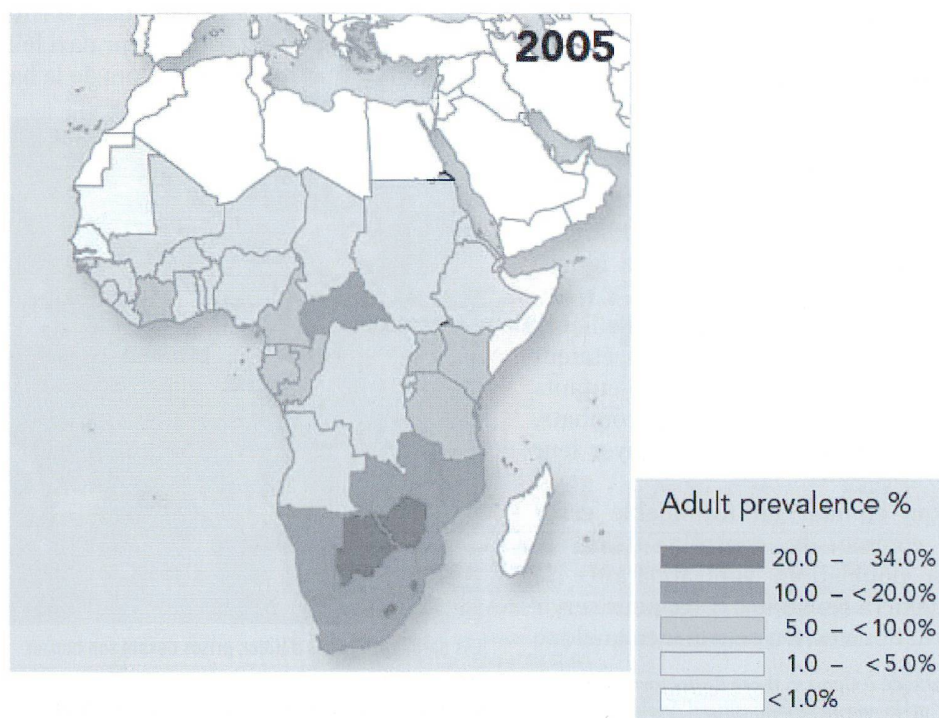 2005
Adult prevalence %
20.0 – 34.0%
10.0 – <20.0%
5.0 – <10.0%
1.0 – <5.0%
<1.0%